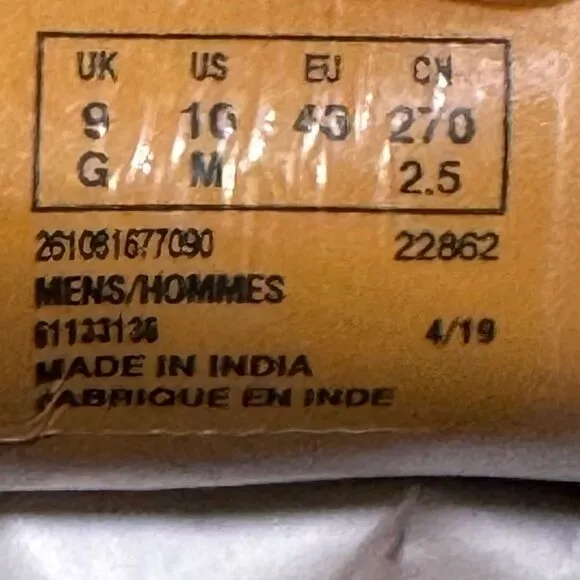 UK US EU CH
9 10 43 270
G M 2.5
261081677090 22862
MENS/HOMMES
61133136 4/19
MADE IN INDIA
FABRIQUE EN INDE